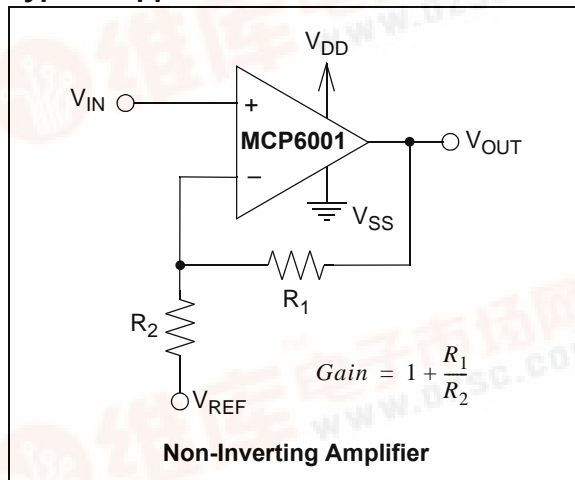 V_DD
V_IN
+
MCP6001
V_OUT
−
V_SS
R_1
R_2
Gain = 1 + R_1/R_2
V_REF
Non-Inverting Amplifier